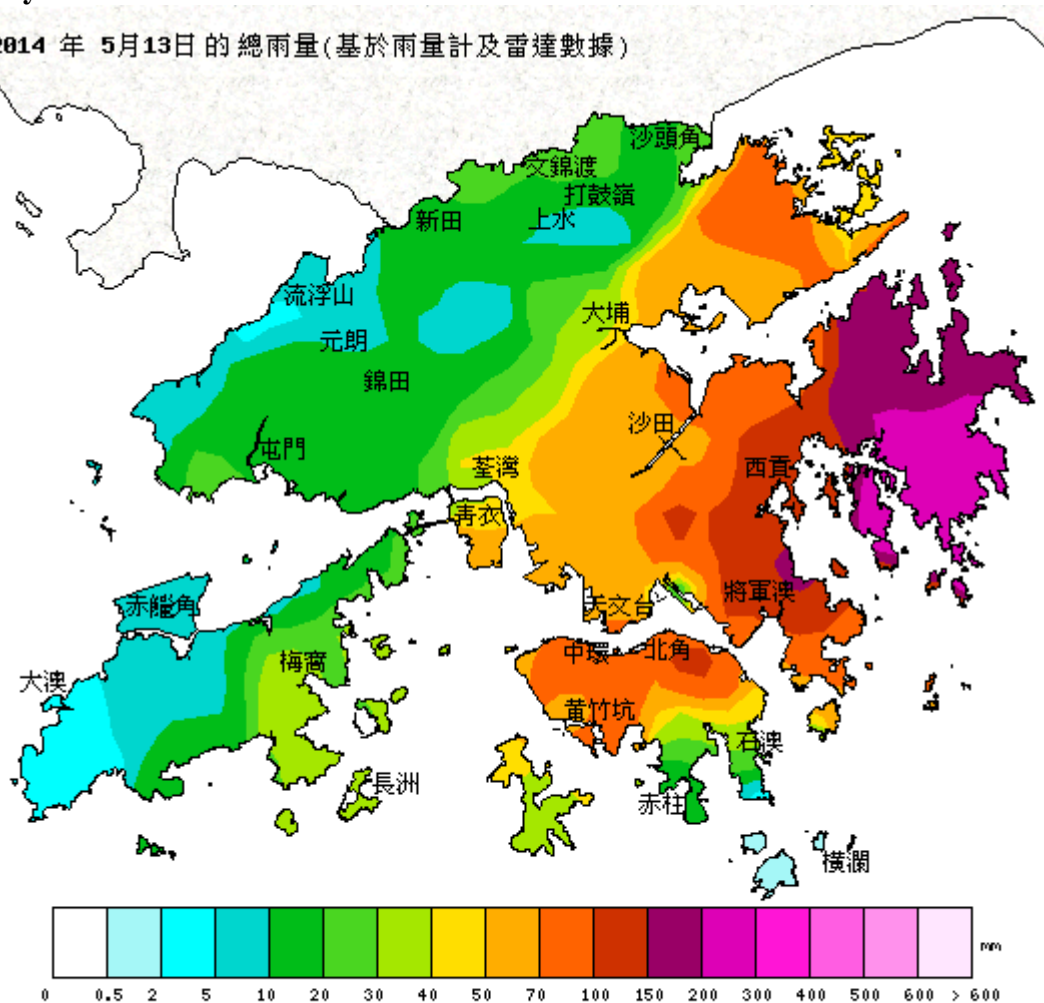 2014 年 5月13日 的 總雨量(基於雨量計及雷達數據)
沙頭角
文錦渡
打鼓嶺
新田
上水
流浮山
大埔
元朗
錦田
沙田
屯門
荃灣
西貢
青衣
將軍澳
天文台
赤鱲角
中環
北角
梅窩
大澳
黃竹坑
石澳
長洲
赤柱
橫瀾
mm
0 0.5 2 5 10 20 30 40 50 70 100 150 200 300 400 500 600 > 600